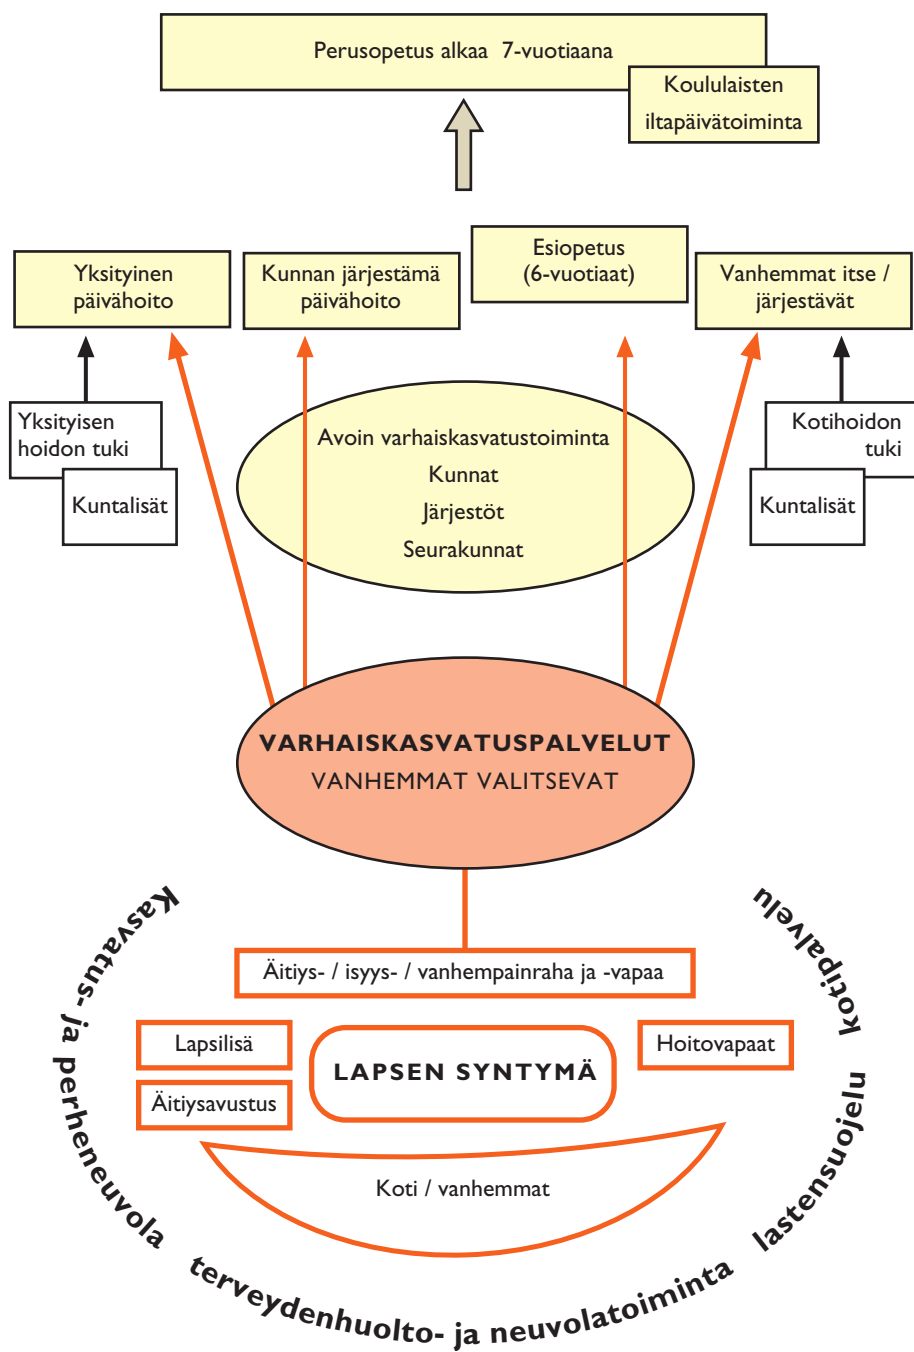 Perusopetus alkaa 7-vuotiaana
Koululaisten
iltapäivätoiminta
Yksityinen
päivähoito
Kunnan järjestämä
päivähoito
Esiopetus
(6-vuotiaat)
Vanhemmat itse /
järjestävät
Yksityisen
hoidon tuki
Kuntalisät
Avoin varhaiskasvatustoiminta
Kunnat
Järjestöt
Seurakunnat
Kotihoidon
tuki
Kuntalisät
VARHAISKASVATUSPALVELUT
VANHEMMAT VALITSEVAT
Äitiys- / isyys- / vanhempainraha ja -vapaa
Lapsilisä
Äitiysavustus
LAPSEN SYNTYMÄ
Hoitovapaat
Koti / vanhemmat
Kasvatus- ja perheneuvola terveydenhuolto- ja neuvolatoiminta lastensuojelu kotipalvelu